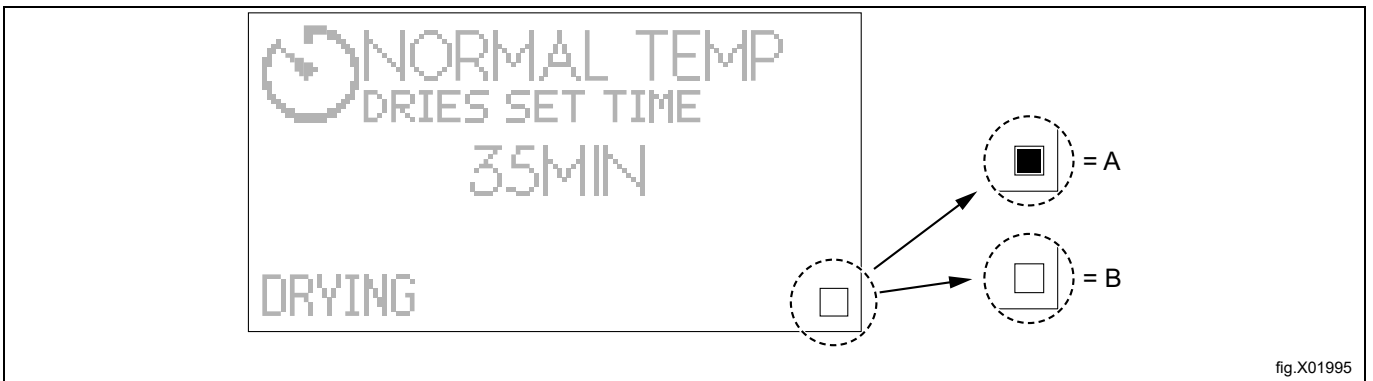 NORMAL TEMP
DRIES SET TIME
35MIN
DRYING
= A
= B
fig.X01995